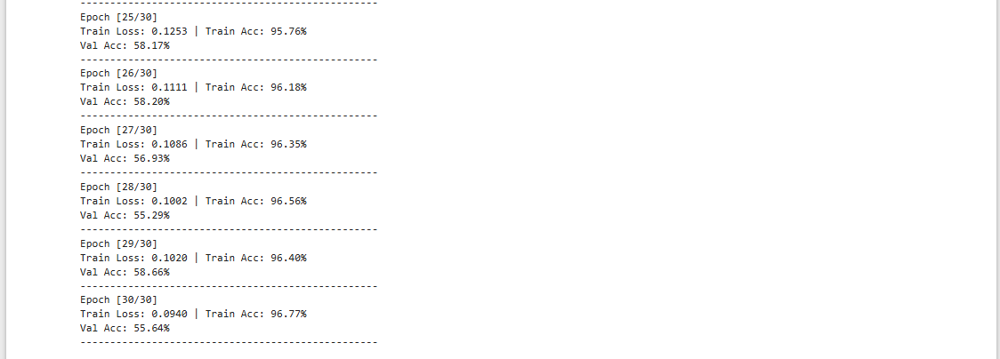 --------------------------------------------------
Epoch [25/30]
Train Loss: 0.1253 | Train Acc: 95.76%
Val Acc: 58.17%
--------------------------------------------------
Epoch [26/30]
Train Loss: 0.1111 | Train Acc: 96.18%
Val Acc: 58.20%
--------------------------------------------------
Epoch [27/30]
Train Loss: 0.1086 | Train Acc: 96.35%
Val Acc: 56.93%
--------------------------------------------------
Epoch [28/30]
Train Loss: 0.1002 | Train Acc: 96.56%
Val Acc: 55.29%
--------------------------------------------------
Epoch [29/30]
Train Loss: 0.1020 | Train Acc: 96.40%
Val Acc: 58.66%
--------------------------------------------------
Epoch [30/30]
Train Loss: 0.0940 | Train Acc: 96.77%
Val Acc: 55.64%
--------------------------------------------------